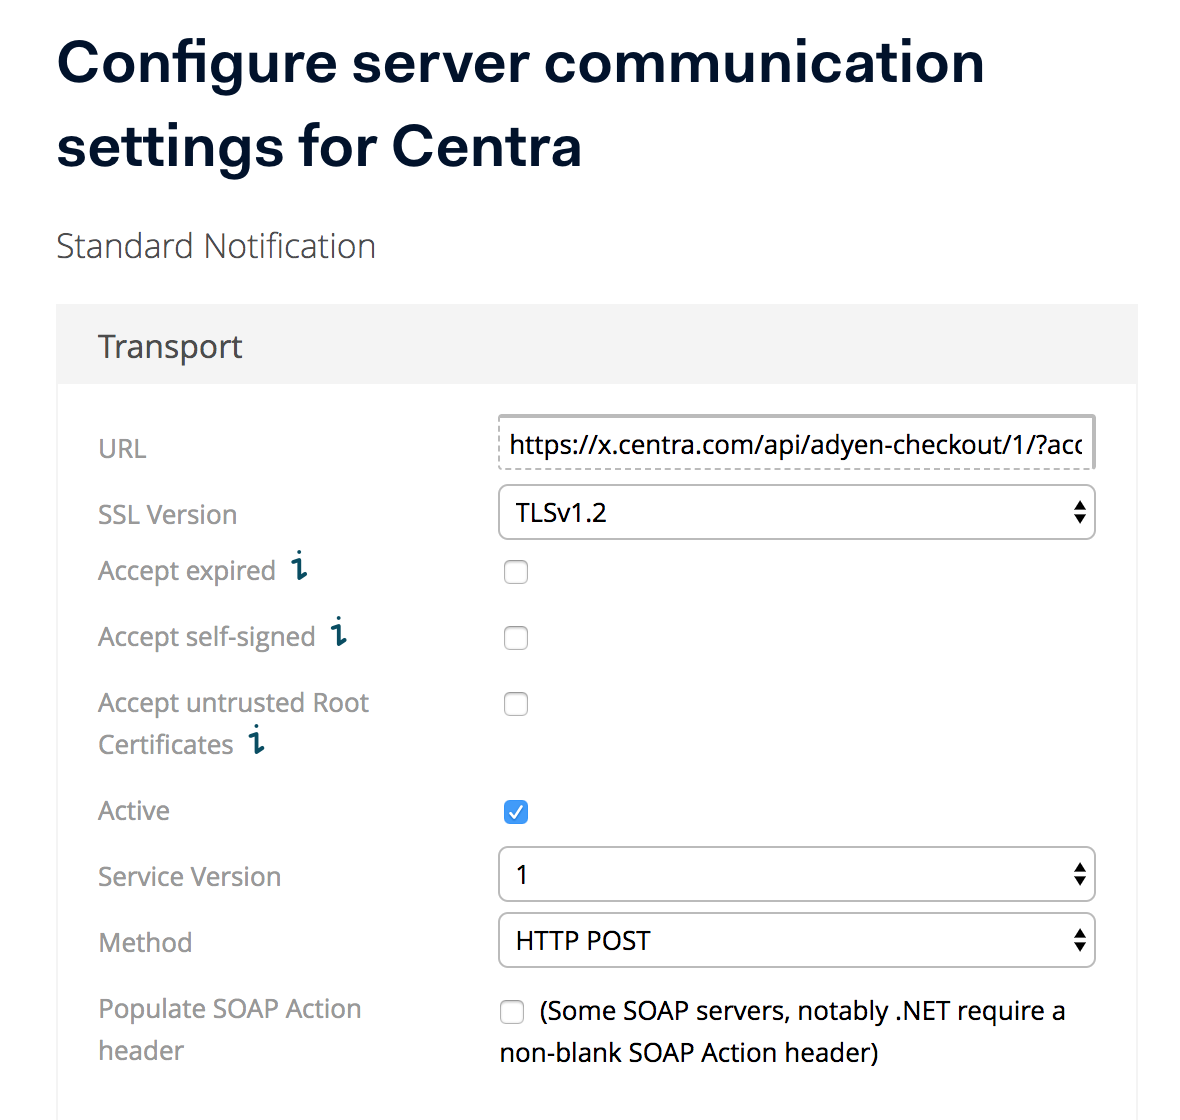 Configure server communication
settings for Centra
Standard Notification
Transport
URL
https://x.centra.com/api/adyen-checkout/1/?acc
SSL Version
TLSv1.2
Accept expired
Accept self-signed
Accept untrusted Root
Certificates
Active
Service Version
1
Method
HTTP POST
Populate SOAP Action
header
(Some SOAP servers, notably .NET require a
non-blank SOAP Action header)